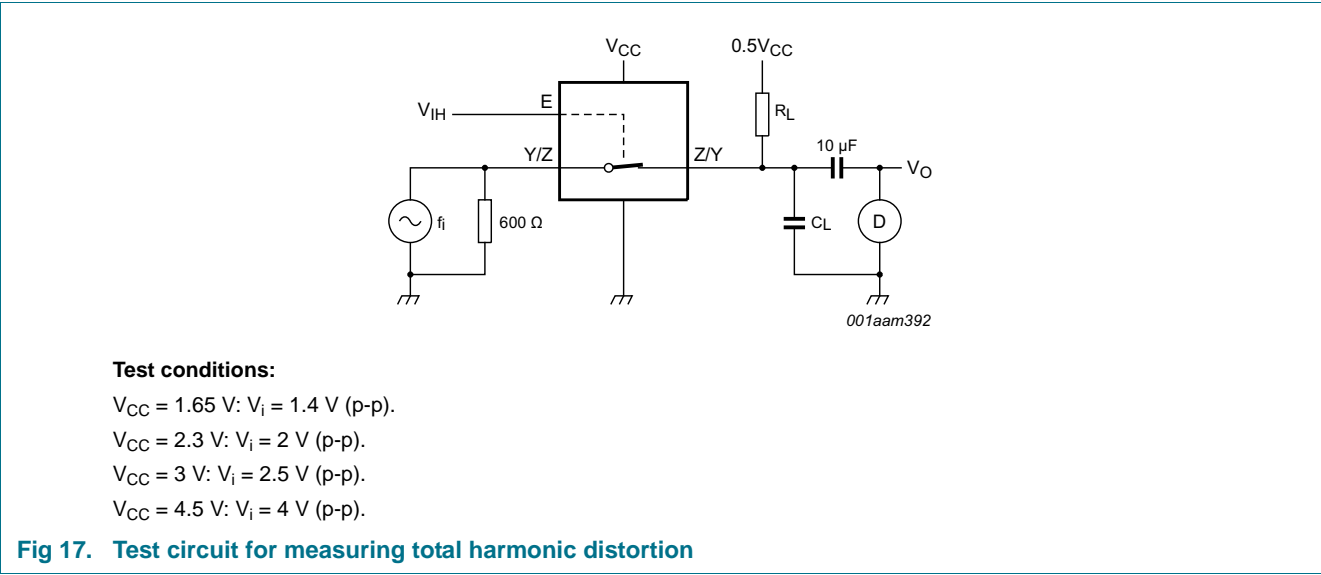 VCC 0.5VCC
VIH E RL
Y/Z Z/Y 10 µF VO
fi 600 Ω CL D
001aam392
Test conditions:
VCC = 1.65 V: Vi = 1.4 V (p-p).
VCC = 2.3 V: Vi = 2 V (p-p).
VCC = 3 V: Vi = 2.5 V (p-p).
VCC = 4.5 V: Vi = 4 V (p-p).
Fig 17. Test circuit for measuring total harmonic distortion